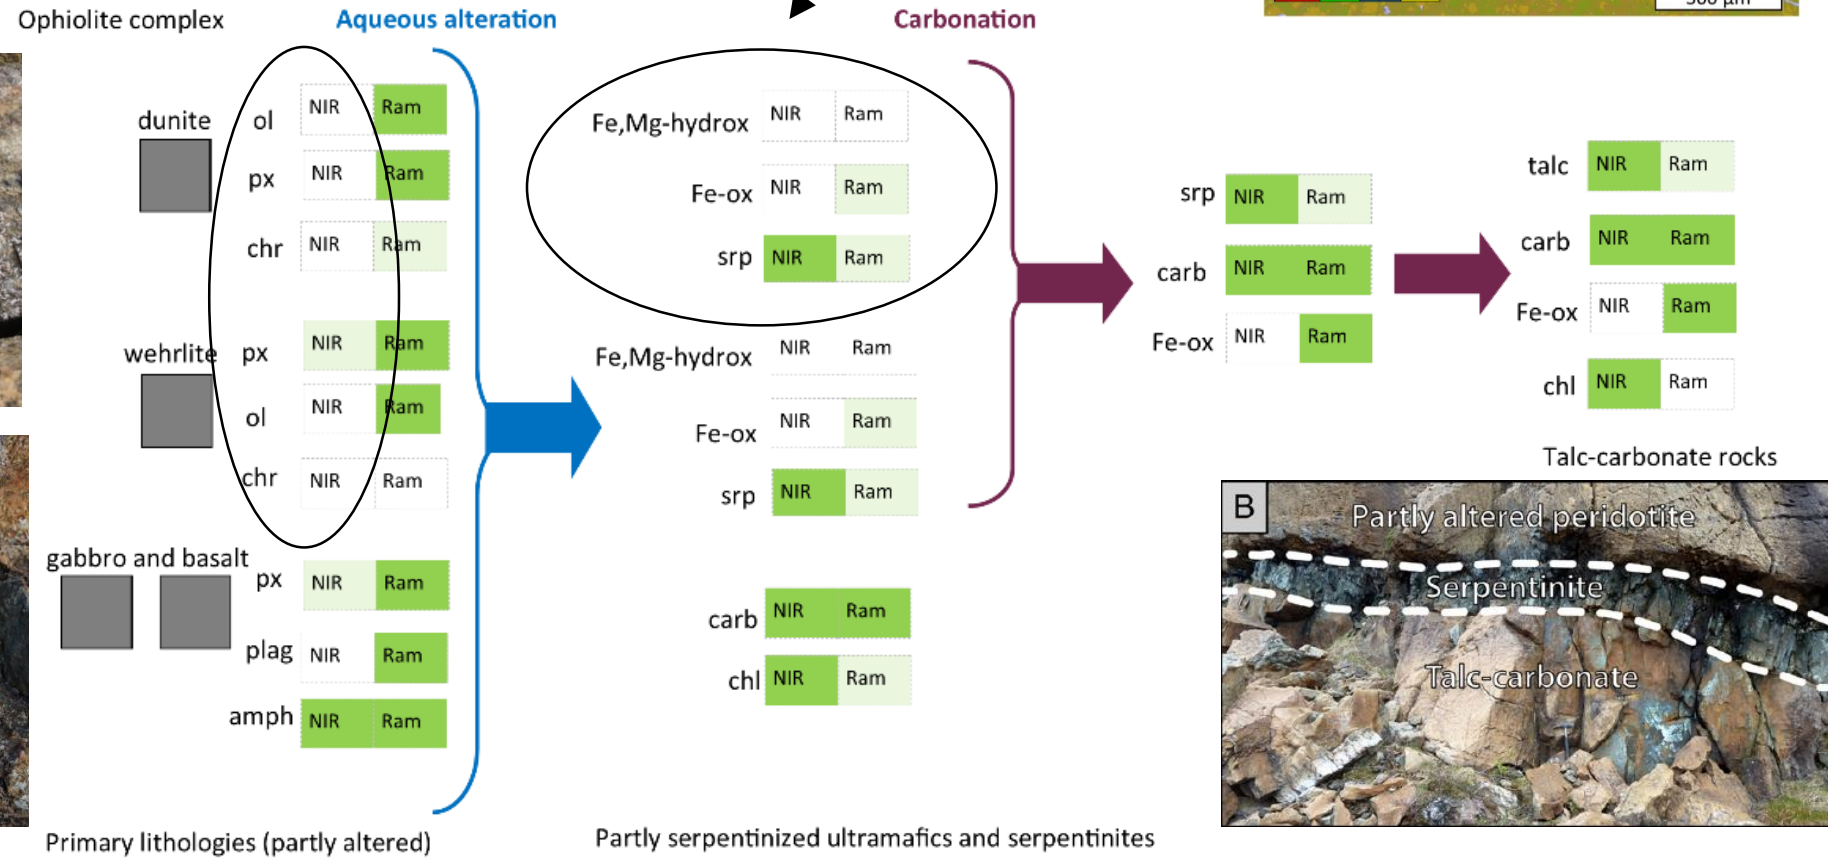 Ophiolite complex
Aqueous alteration
Carbonation
dunite
ol NIR Ram
px NIR Ram
chr NIR Ram
wehrlite
px NIR Ram
ol NIR Ram
chr NIR Ram
gabbro and basalt
px NIR Ram
plag NIR Ram
amph NIR Ram
Primary lithologies (partly altered)
Fe,Mg-hydrox NIR Ram
Fe-ox NIR Ram
srp NIR Ram
Fe,Mg-hydrox NIR Ram
Fe-ox NIR Ram
srp NIR Ram
carb NIR Ram
chl NIR Ram
Partly serpentinized ultramafics and serpentinites
srp NIR Ram
carb NIR Ram
Fe-ox NIR Ram
talc NIR Ram
carb NIR Ram
Fe-ox NIR Ram
chl NIR Ram
Talc-carbonate rocks
B
Partly altered peridotite
Serpentinite
Talc-carbonate